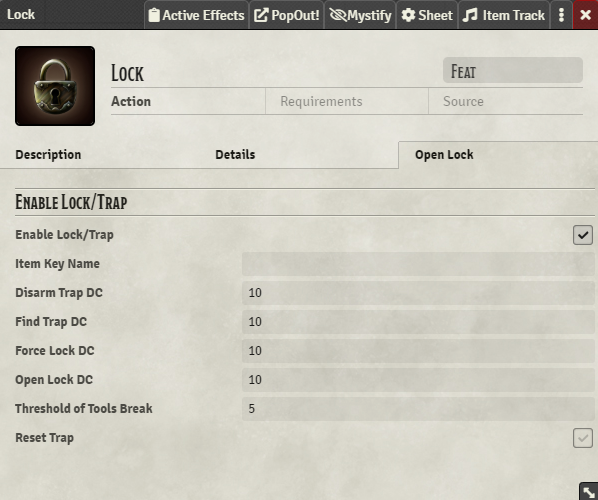 Lock Active Effects PopOut! Mystify Sheet Item Track
Lock Feat
Action Requirements Source
Description Details Open Lock
Enable Lock/Trap
Enable Lock/Trap
Item Key Name
Disarm Trap DC 10
Find Trap DC 10
Force Lock DC 10
Open Lock DC 10
Threshold of Tools Break 5
Reset Trap